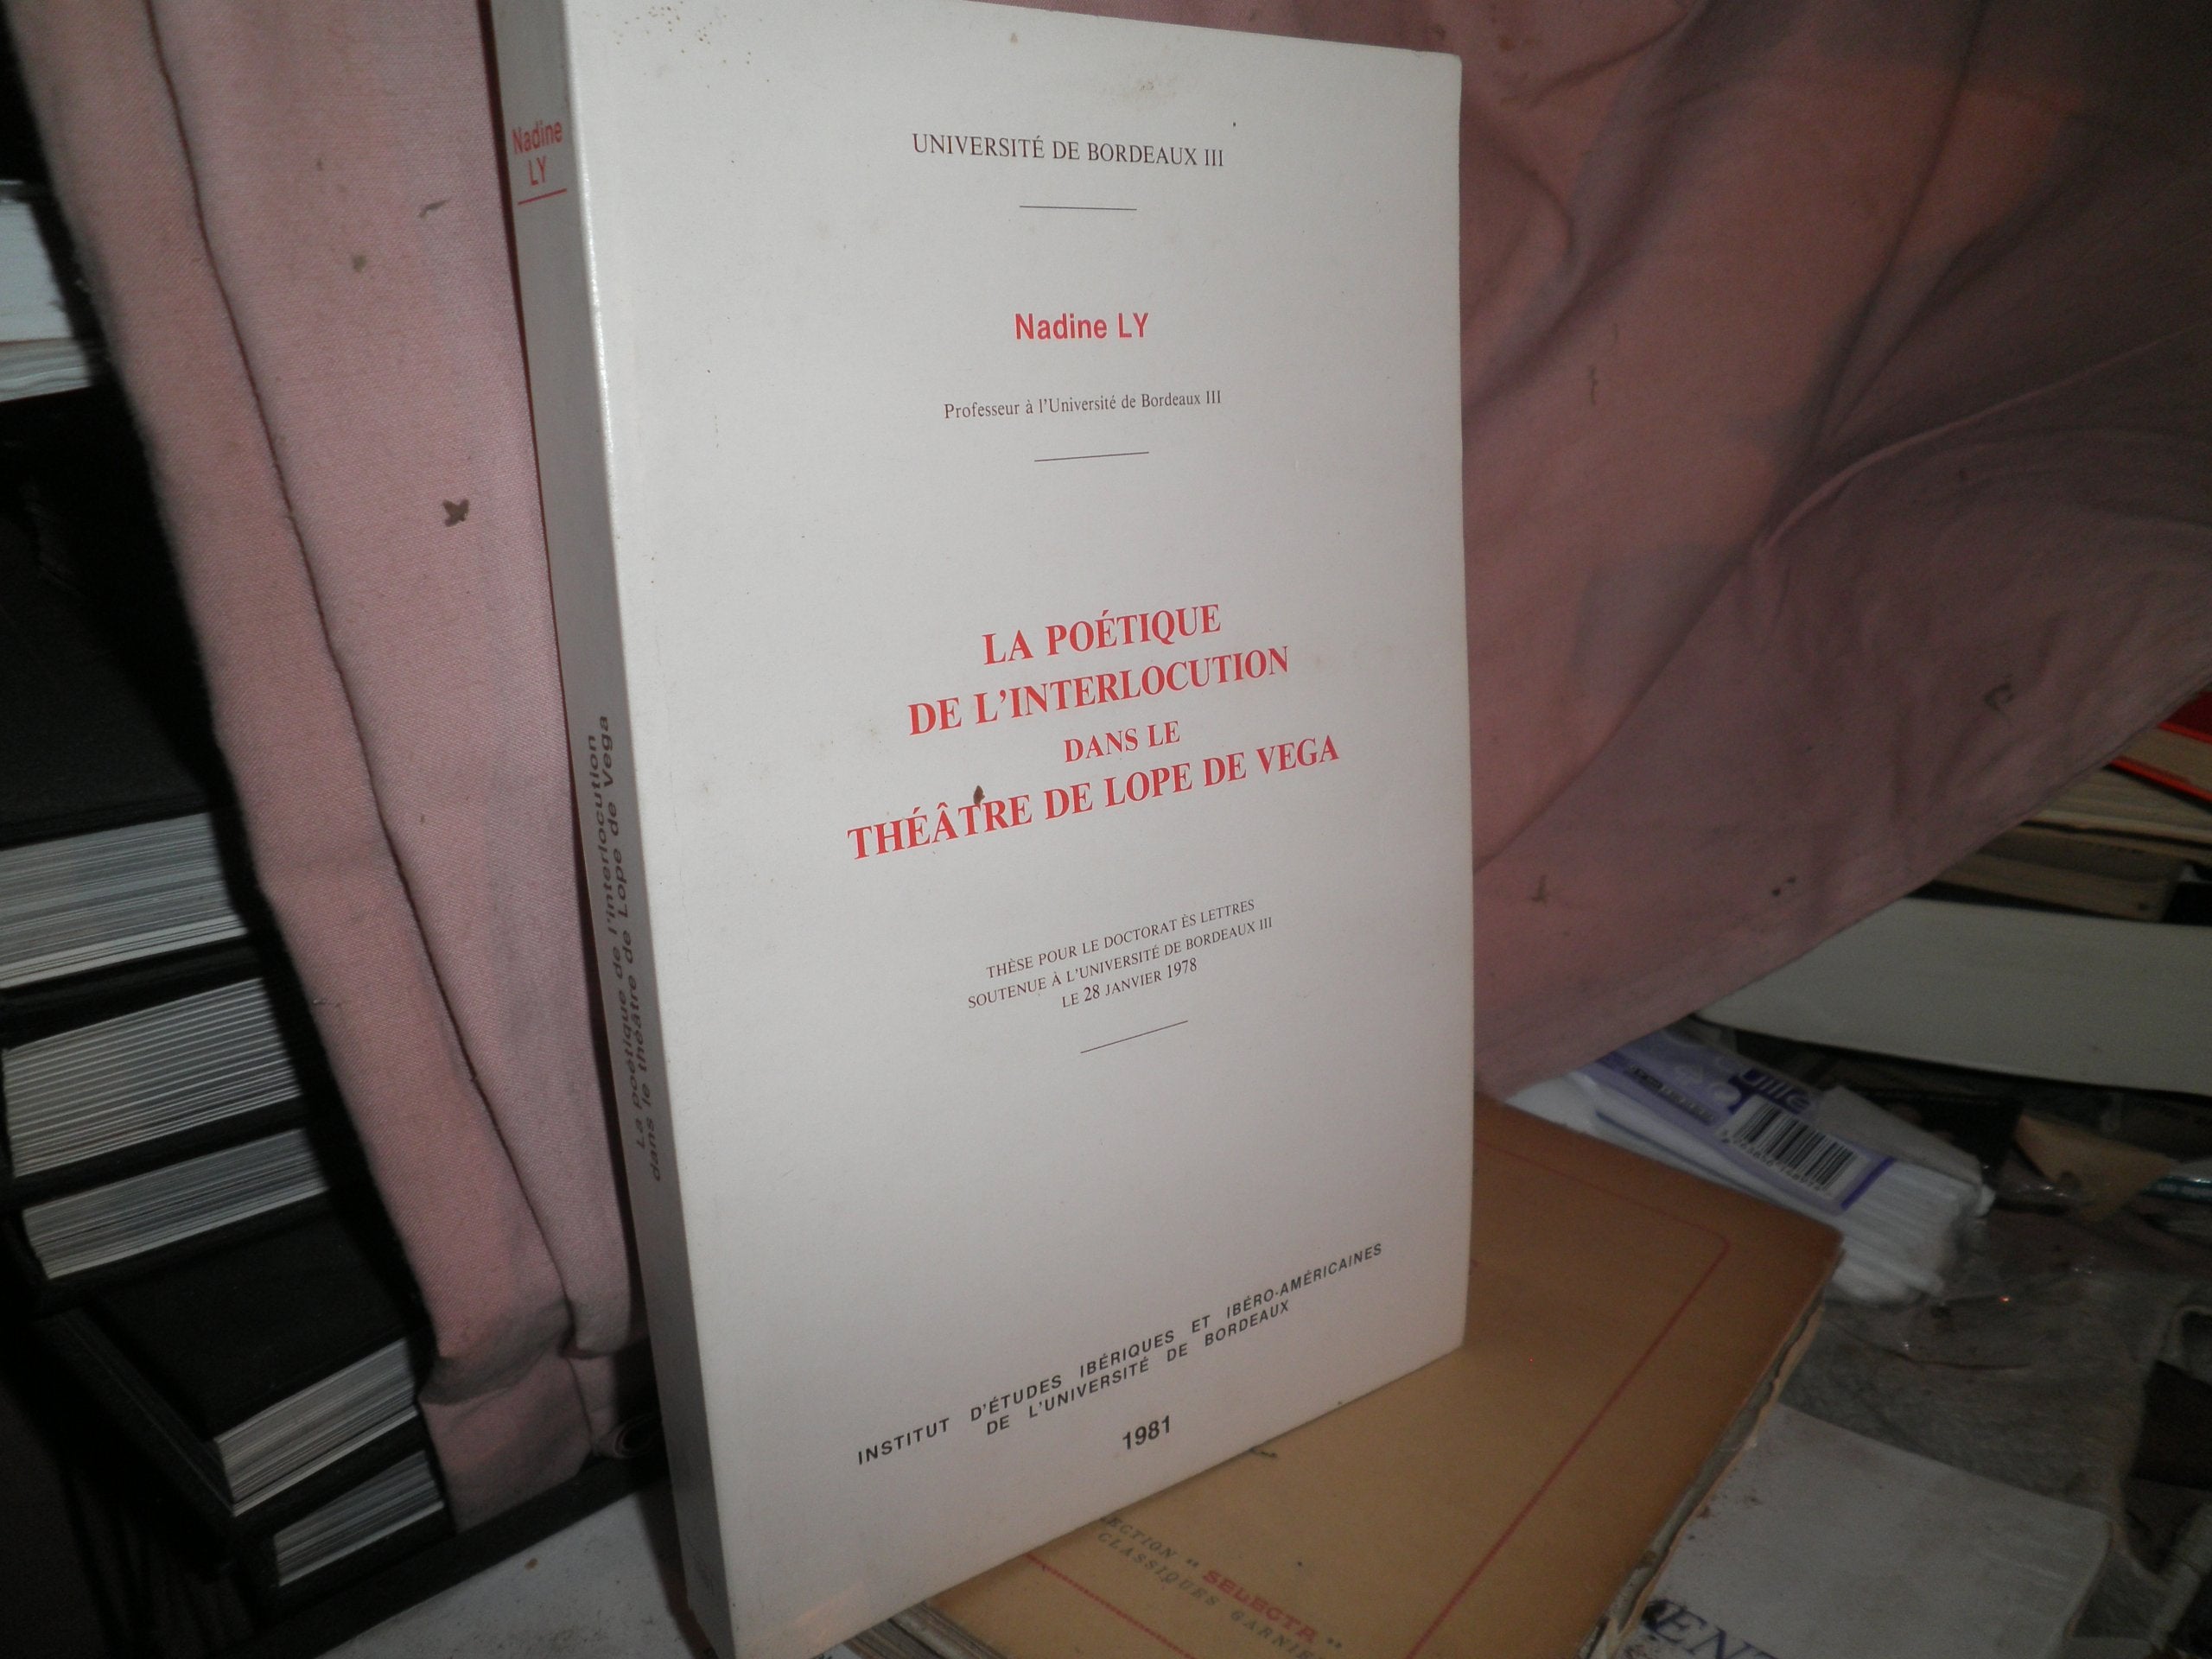 Nadine
LY
La poétique de l'interlocution
dans le théâtre de Lope de Vega
UNIVERSITÉ DE BORDEAUX III
Nadine LY
Professeur à l'Université de Bordeaux III
LA POÉTIQUE
DE L'INTERLOCUTION
DANS LE
THÉÂTRE DE LOPE DE VEGA
THÈSE POUR LE DOCTORAT ÈS LETTRES
SOUTENUE À L'UNIVERSITÉ DE BORDEAUX III
LE 28 JANVIER 1978
INSTITUT D'ÉTUDES IBÉRIQUES ET IBÉRO-AMÉRICAINES
DE L'UNIVERSITÉ DE BORDEAUX
1981
"SELECTA"
CLASSIQUES